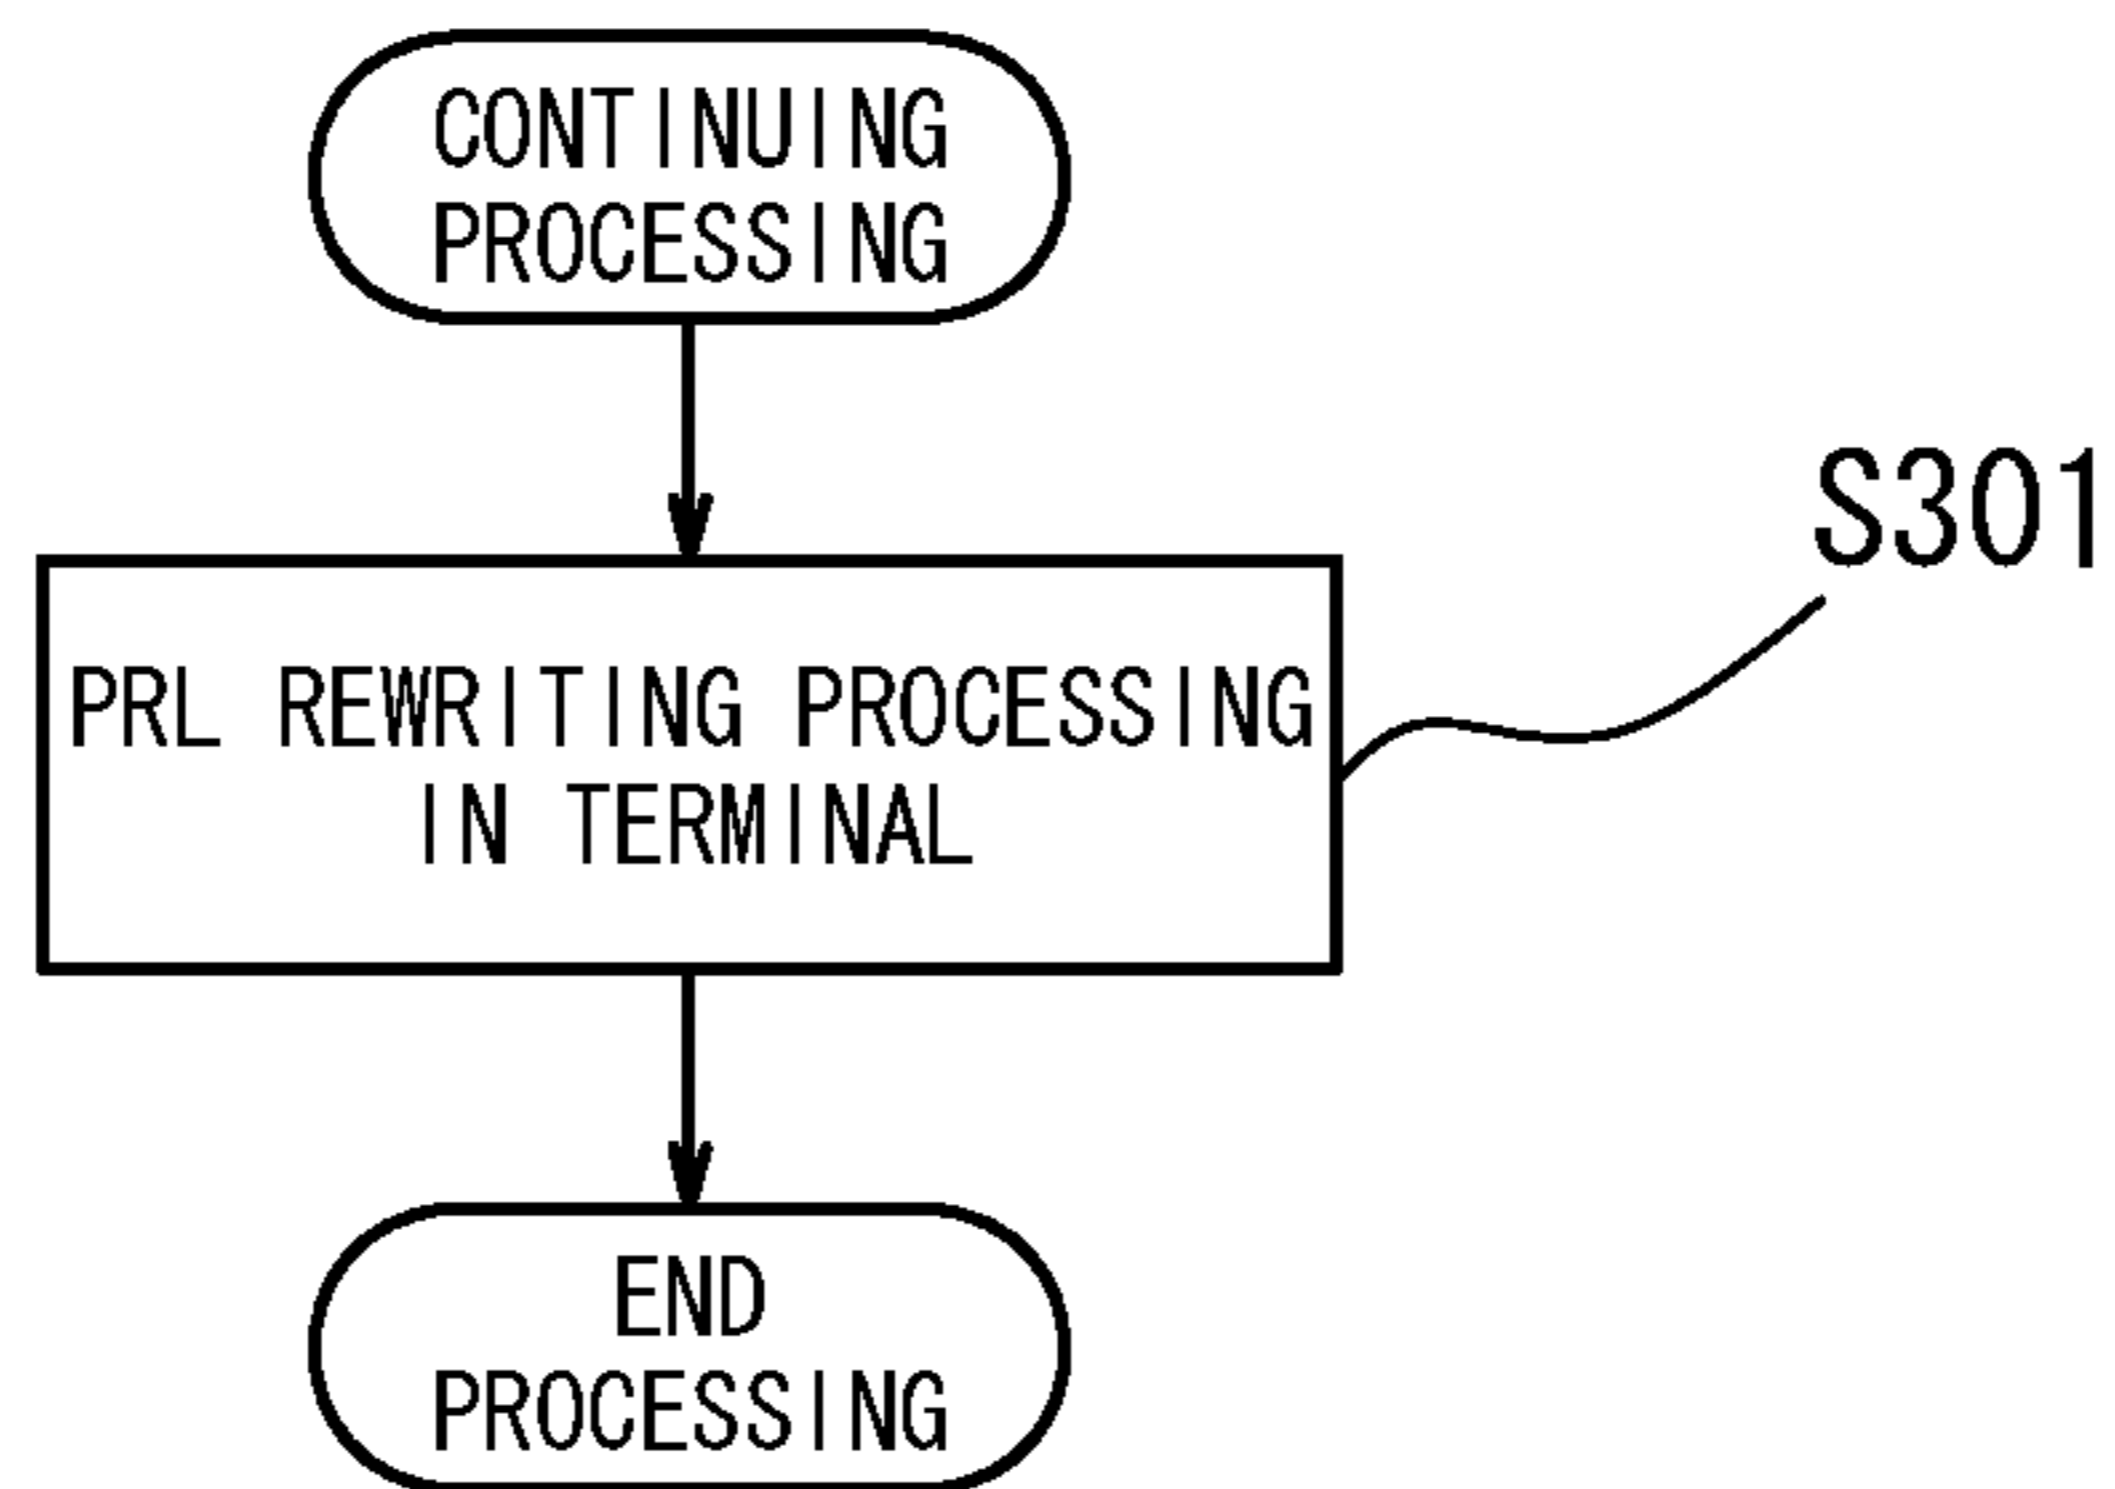 CONTINUING
PROCESSING
S301
PRL REWRITING PROCESSING
IN TERMINAL
END
PROCESSING